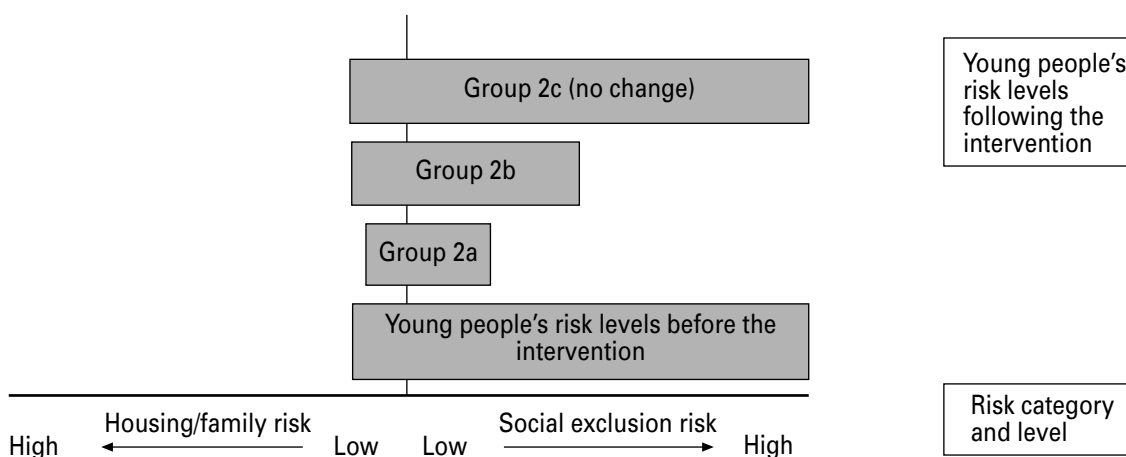 Group 2c (no change)
Young people's
risk levels
following the
intervention
Group 2b
Group 2a
Young people's risk levels before the
intervention
Housing/family risk
Social exclusion risk
High
Low
Low
High
Risk category
and level